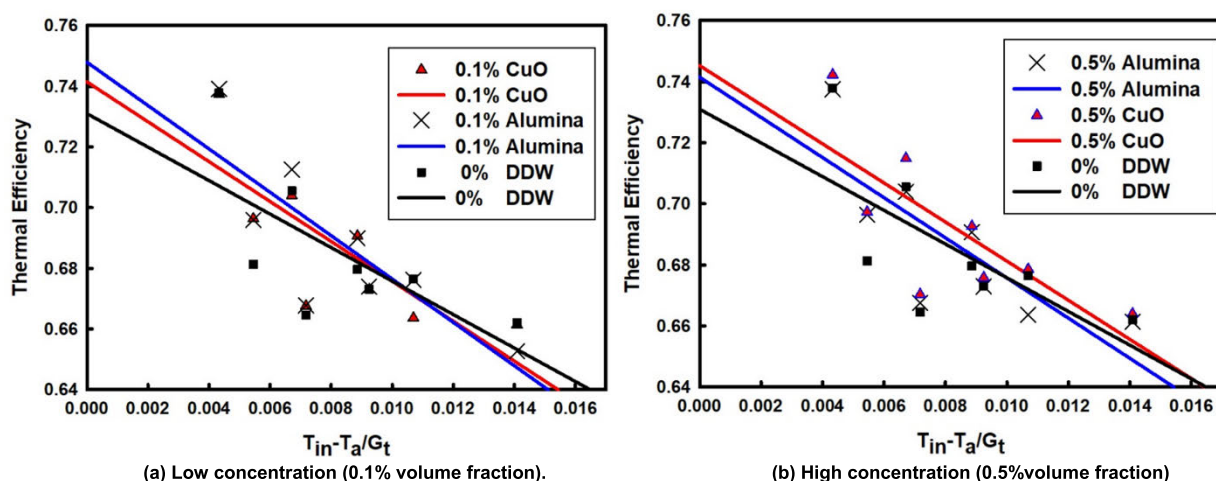 0.76
0.74
0.72
0.70
0.68
0.66
0.64
Thermal Efficiency
0.1% CuO
0.1% CuO
0.1% Alumina
0.1% Alumina
0% DDW
0% DDW
0.000 0.002 0.004 0.006 0.008 0.010 0.012 0.014 0.016
Tin-Ta/Gt
(a) Low concentration (0.1% volume fraction).
0.76
0.74
0.72
0.70
0.68
0.66
0.64
Thermal Efficiency
0.5% Alumina
0.5% Alumina
0.5% CuO
0.5% CuO
0% DDW
0% DDW
0.000 0.002 0.004 0.006 0.008 0.010 0.012 0.014 0.016
Tin-Ta/Gt
(b) High concentration (0.5%volume fraction)